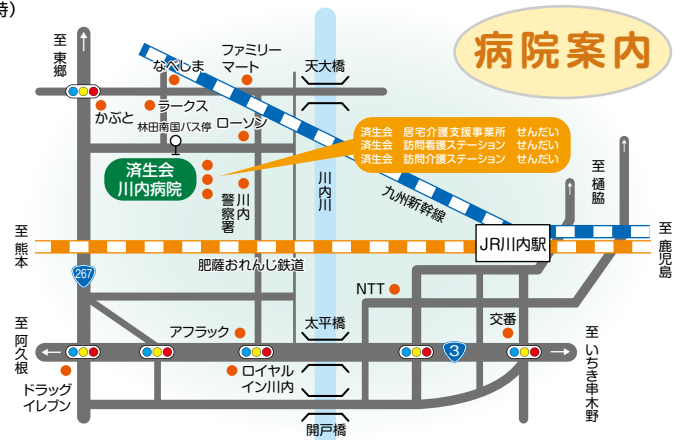 時）
病院案内
至 東郷
なべしま
ファミリー
マート
天大橋
かぶと
ラークス
林田南国バス停
ローソン
済生会 居宅介護支援事業所 せんだい
済生会 訪問看護ステーション せんだい
済生会 訪問介護ステーション せんだい
済生会
川内病院
川内
警察署
川内川
九州新幹線
至 樋脇
至 熊本
JR川内駅
至 鹿児島
肥薩おれんじ鉄道
267
NTT
至 阿久根
アフラック
太平橋
交番
3
至 いちき串木野
ドラッグ
イレブン
ロイヤル
イン川内
開戸橋